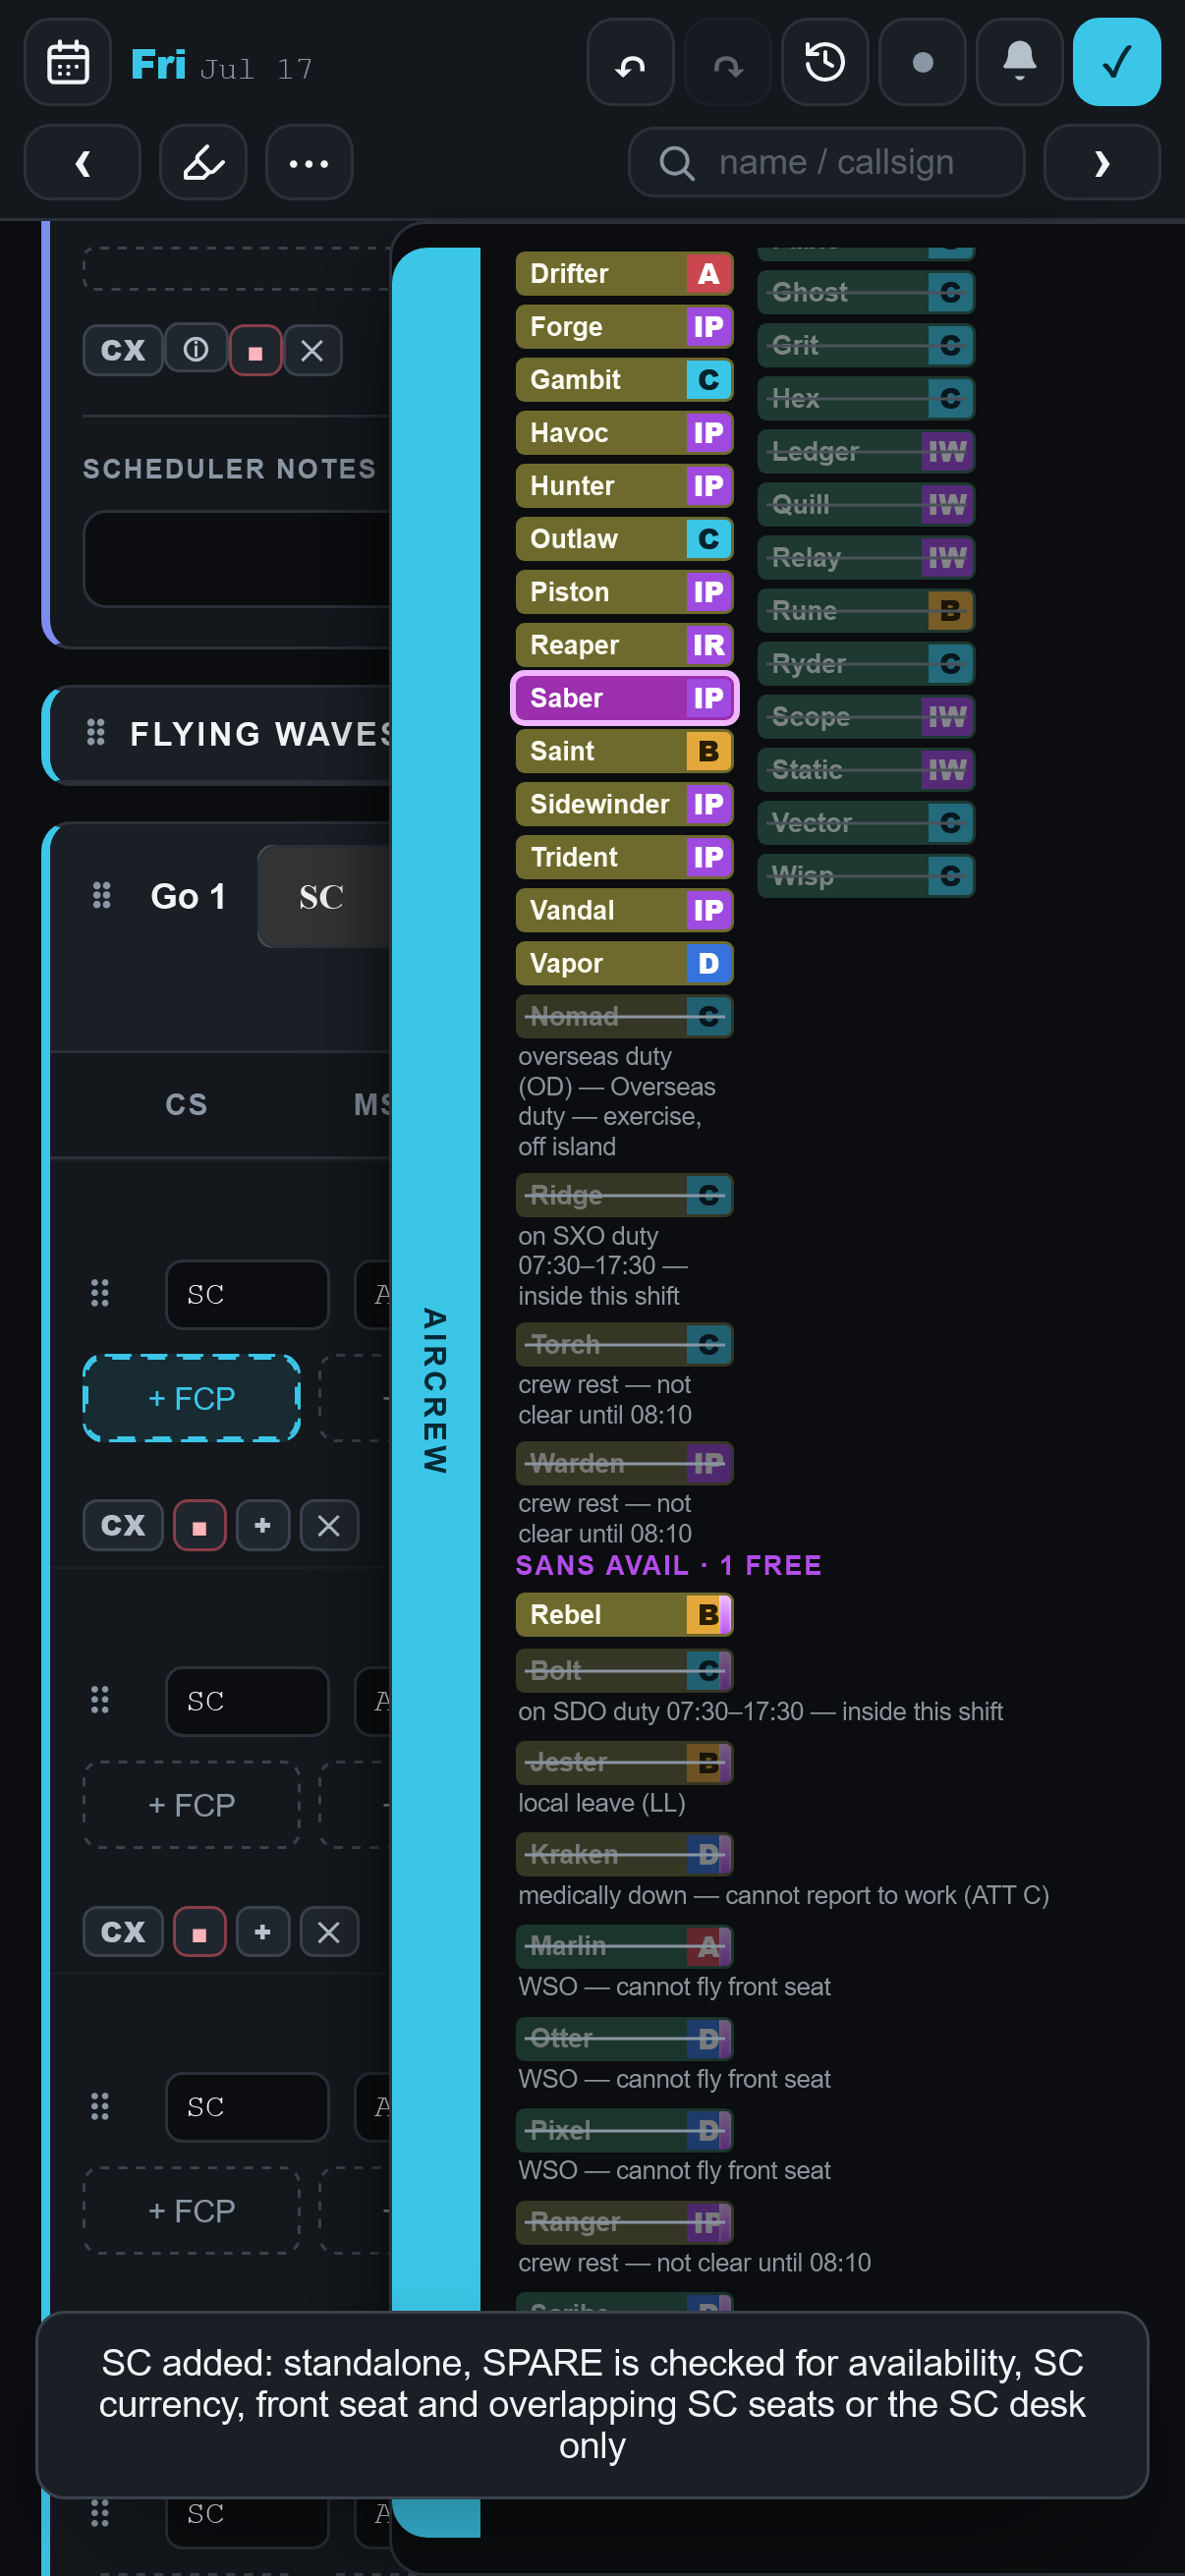 Fri Jul 17
name / callsign
CX
SCHEDULER NOTES
FLYING WAVES
Go 1 SC
CS
SC
+ FCP
CX
SC
+ FCP
CX
SC
+ FCP
SC
AIRCREW
Drifter A
Forge IP
Gambit C
Havoc IP
Hunter IP
Outlaw C
Piston IP
Reaper IR
Saber IP
Saint B
Sidewinder IP
Trident IP
Vandal IP
Vapor D
Nomad C
overseas duty
(OD) — Overseas
duty — exercise,
off island
Ridge C
on SXO duty
07:30–17:30 —
inside this shift
Torch C
crew rest — not
clear until 08:10
Warden IP
crew rest — not
clear until 08:10
Ghost C
Grit C
Hex C
Ledger IW
Quill IW
Relay IW
Rune B
Ryder C
Scope IW
Static IW
Vector C
Wisp C
SANS AVAIL · 1 FREE
Rebel B
Bolt C
on SDO duty 07:30–17:30 — inside this shift
Jester B
local leave (LL)
Kraken D
medically down — cannot report to work (ATT C)
Marlin A
WSO — cannot fly front seat
Otter D
WSO — cannot fly front seat
Pixel D
WSO — cannot fly front seat
Ranger IP
crew rest — not clear until 08:10
SC added: standalone, SPARE is checked for availability, SC
currency, front seat and overlapping SC seats or the SC desk
only